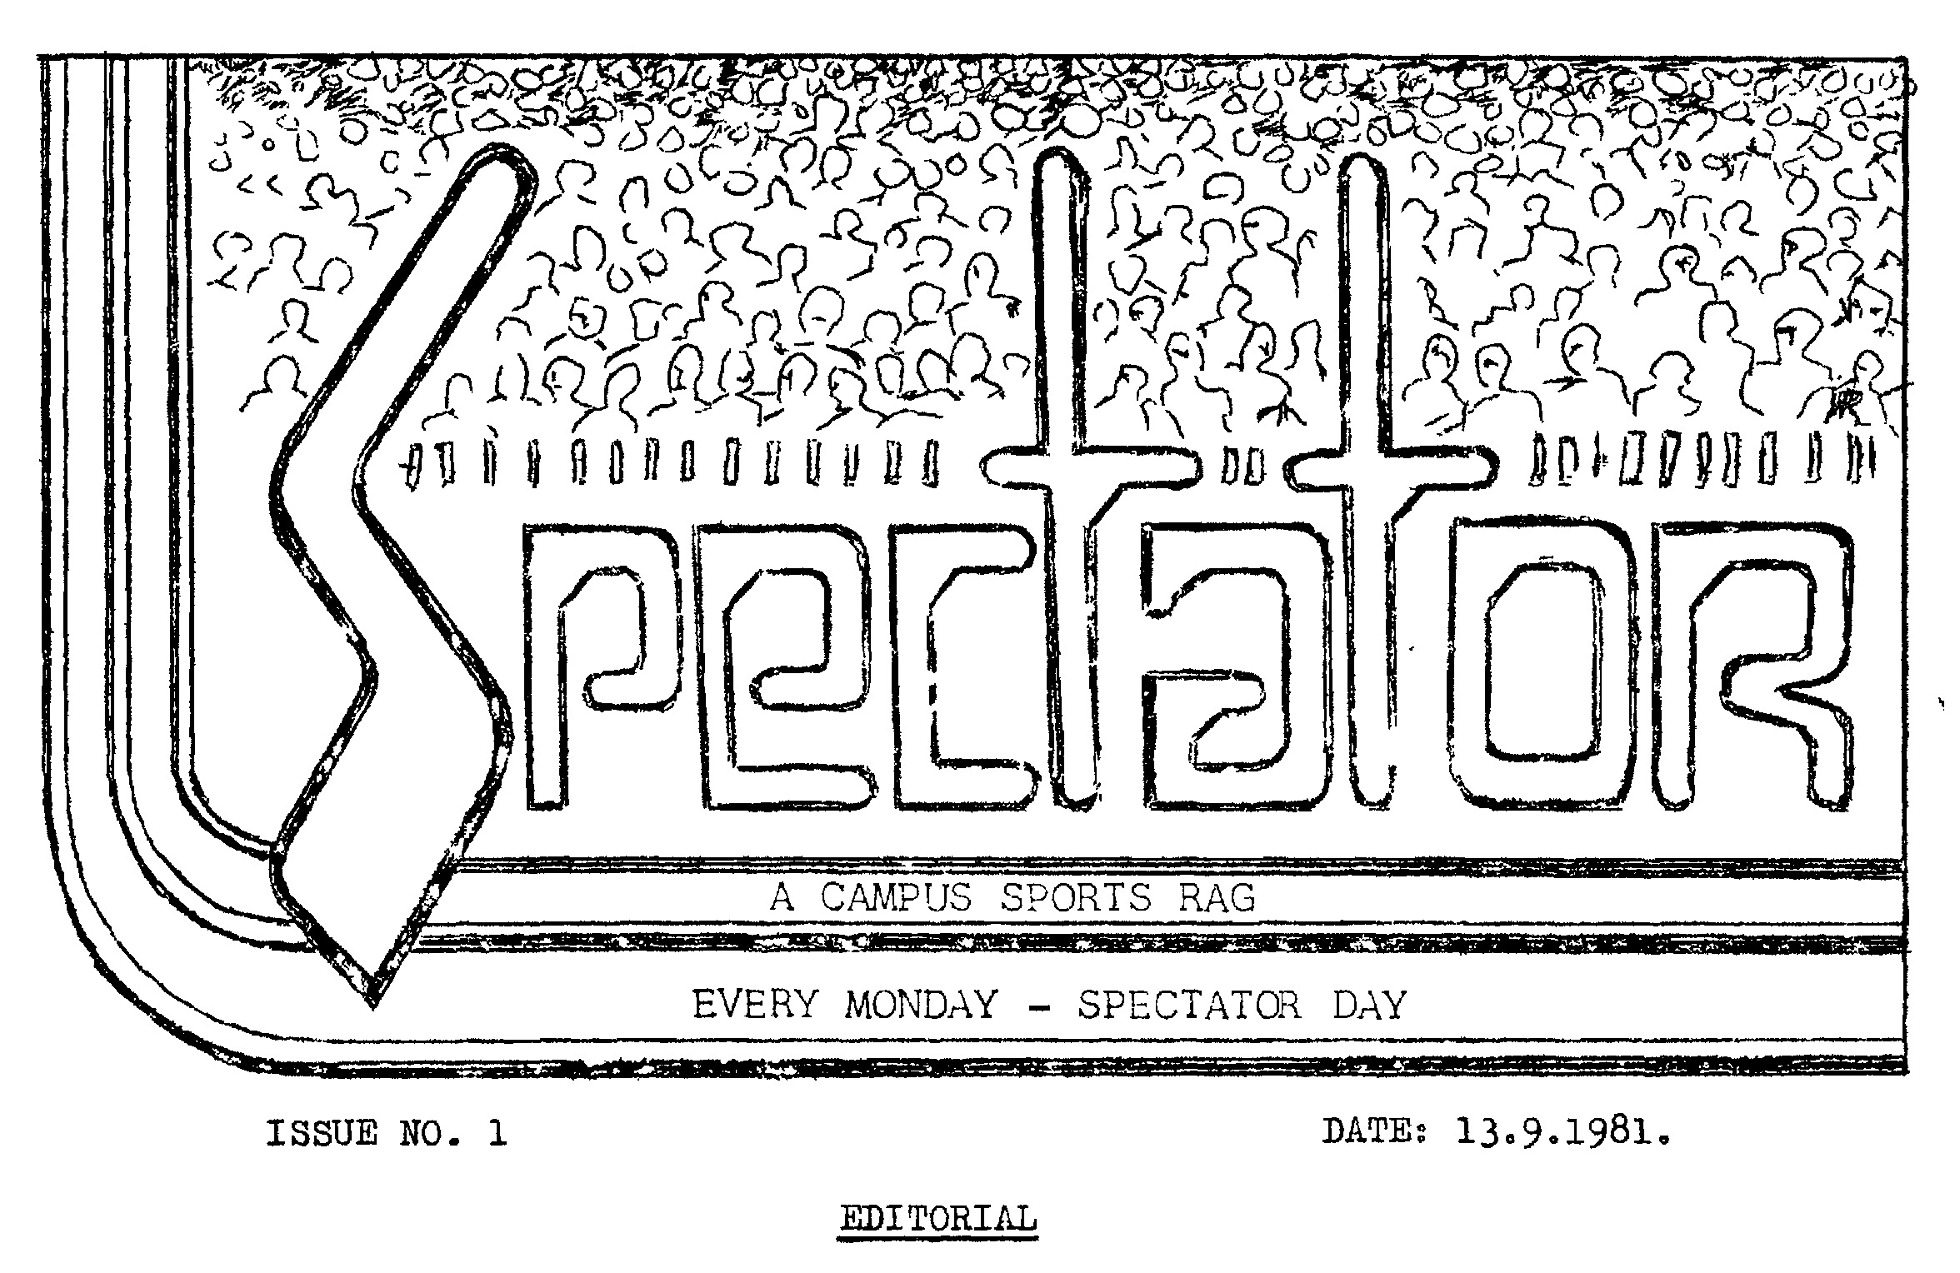 Spectator
A CAMPUS SPORTS RAG
EVERY MONDAY - SPECTATOR DAY
ISSUE NO. 1 DATE: 13.9.1981.
EDITORIAL